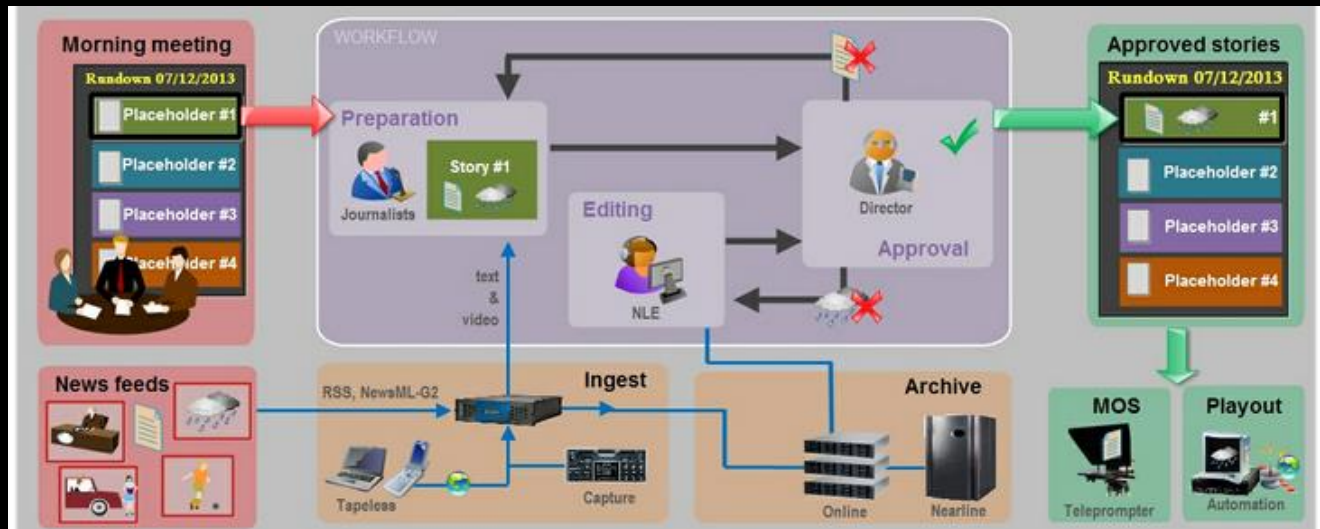 Morning meeting
Rundown 07/12/2013
Placeholder #1
Placeholder #2
Placeholder #3
Placeholder #4
WORKFLOW
Preparation
Journalists
Story #1
Editing
NLE
Director
Approval
Approved stories
Rundown 07/12/2013
#1
Placeholder #2
Placeholder #3
Placeholder #4
text
&
video
News feeds
RSS, NewsML-G2
Ingest
Tapeless
Capture
Archive
Online
Nearline
MOS
Teleprompter
Playout
Automation